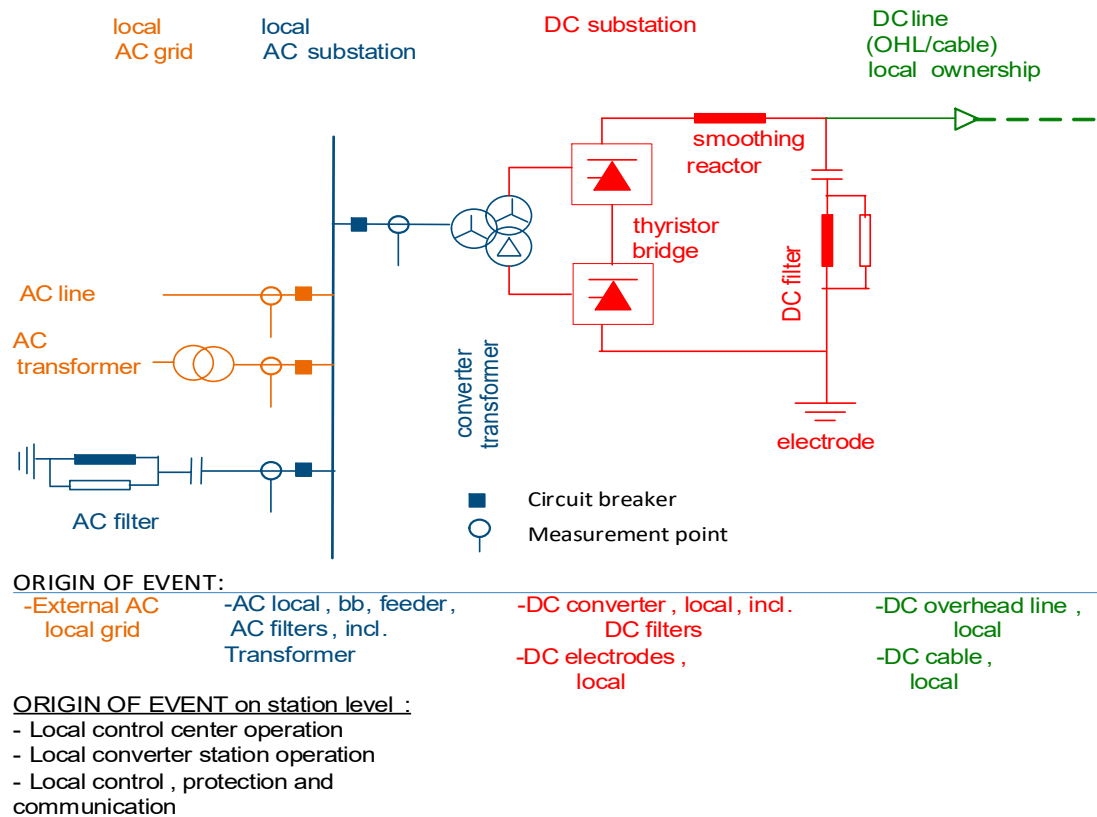 local
AC grid
local
AC substation
DC substation
DC line
(OHL/cable)
local ownership
smoothing
reactor
thyristor
bridge
DC filter
AC line
AC
transformer
converter
transformer
electrode
AC filter
Circuit breaker
Measurement point
ORIGIN OF EVENT:
-External AC
local grid
-AC local, bb, feeder,
AC filters, incl.
Transformer
-DC converter, local, incl.
DC filters
-DC electrodes,
local
-DC overhead line,
local
-DC cable,
local
ORIGIN OF EVENT on station level :
- Local control center operation
- Local converter station operation
- Local control , protection and
communication